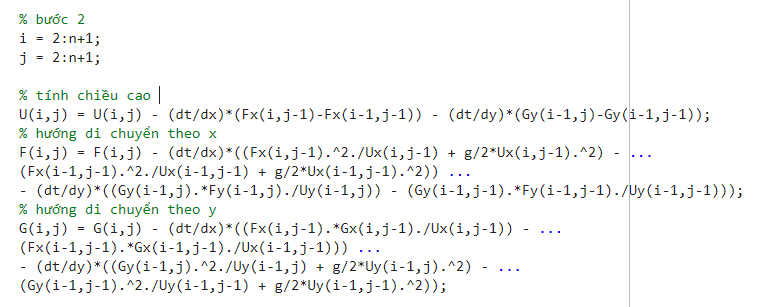 % bước 2
i = 2:n+1;
j = 2:n+1;
% tính chiều cao
U(i,j) = U(i,j) - (dt/dx)*(Fx(i,j-1)-Fx(i-1,j-1)) - (dt/dy)*(Gy(i-1,j)-Gy(i-1,j-1));
% hướng di chuyển theo x
F(i,j) = F(i,j) - (dt/dx)*((Fx(i,j-1).^2./Ux(i,j-1) + g/2*Ux(i,j-1).^2) - ...
(Fx(i-1,j-1).^2./Ux(i-1,j-1) + g/2*Ux(i-1,j-1).^2)) ...
- (dt/dy)*((Gy(i-1,j).*Fy(i-1,j)./Uy(i-1,j)) - (Gy(i-1,j-1).*Fy(i-1,j-1)./Uy(i-1,j-1)));
% hướng di chuyển theo y
G(i,j) = G(i,j) - (dt/dx)*((Fx(i,j-1).*Gx(i,j-1)./Ux(i,j-1)) - ...
(Fx(i-1,j-1).*Gx(i-1,j-1)./Ux(i-1,j-1))) ...
- (dt/dy)*((Gy(i-1,j).^2./Uy(i-1,j) + g/2*Uy(i-1,j).^2) - ...
(Gy(i-1,j-1).^2./Uy(i-1,j-1) + g/2*Uy(i-1,j-1).^2));